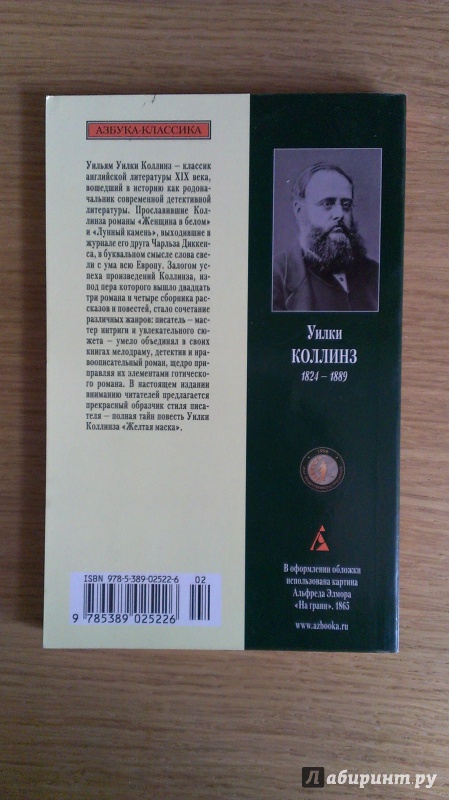 АЗБУКА-КЛАССИКА
Уильям Уилки Коллинз – классик
английской литературы XIX века,
вошедший в историю как родона-
чальник современной детективной
литературы. Прославившие Кол-
линза романы «Женщина в белом»
и «Лунный камень», выходившие в
журнале его друга Чарльза Диккен-
са, в буквальном смысле слова све-
ли с ума всю Европу. Залогом ус-
пеха произведений Коллинза, из-
под пера которого вышло двадцать
три романа и четыре сборника рас-
сказов и повестей, стало сочетание
различных жанров: писатель – мас-
тер интриги и увлекательного сю-
жета – умело объединял в своих
книгах мелодраму, детектив и нра-
воописательный роман, щедро при-
правляя их элементами готическо-
го романа. В настоящем издании
вниманию читателей предлагается
прекрасный образчик стиля писа-
теля – полная тайн повесть Уилки
Коллинза «Желтая маска».
ISBN 978-5-389-02522-6 02
9 785389 025226
Уилки
КОЛЛИНЗ
1824 – 1889
В оформлении обложки
использована картина
Альфреда Элмора
«На грани». 1865
www.azbooka.ru
Лабиринт.ру